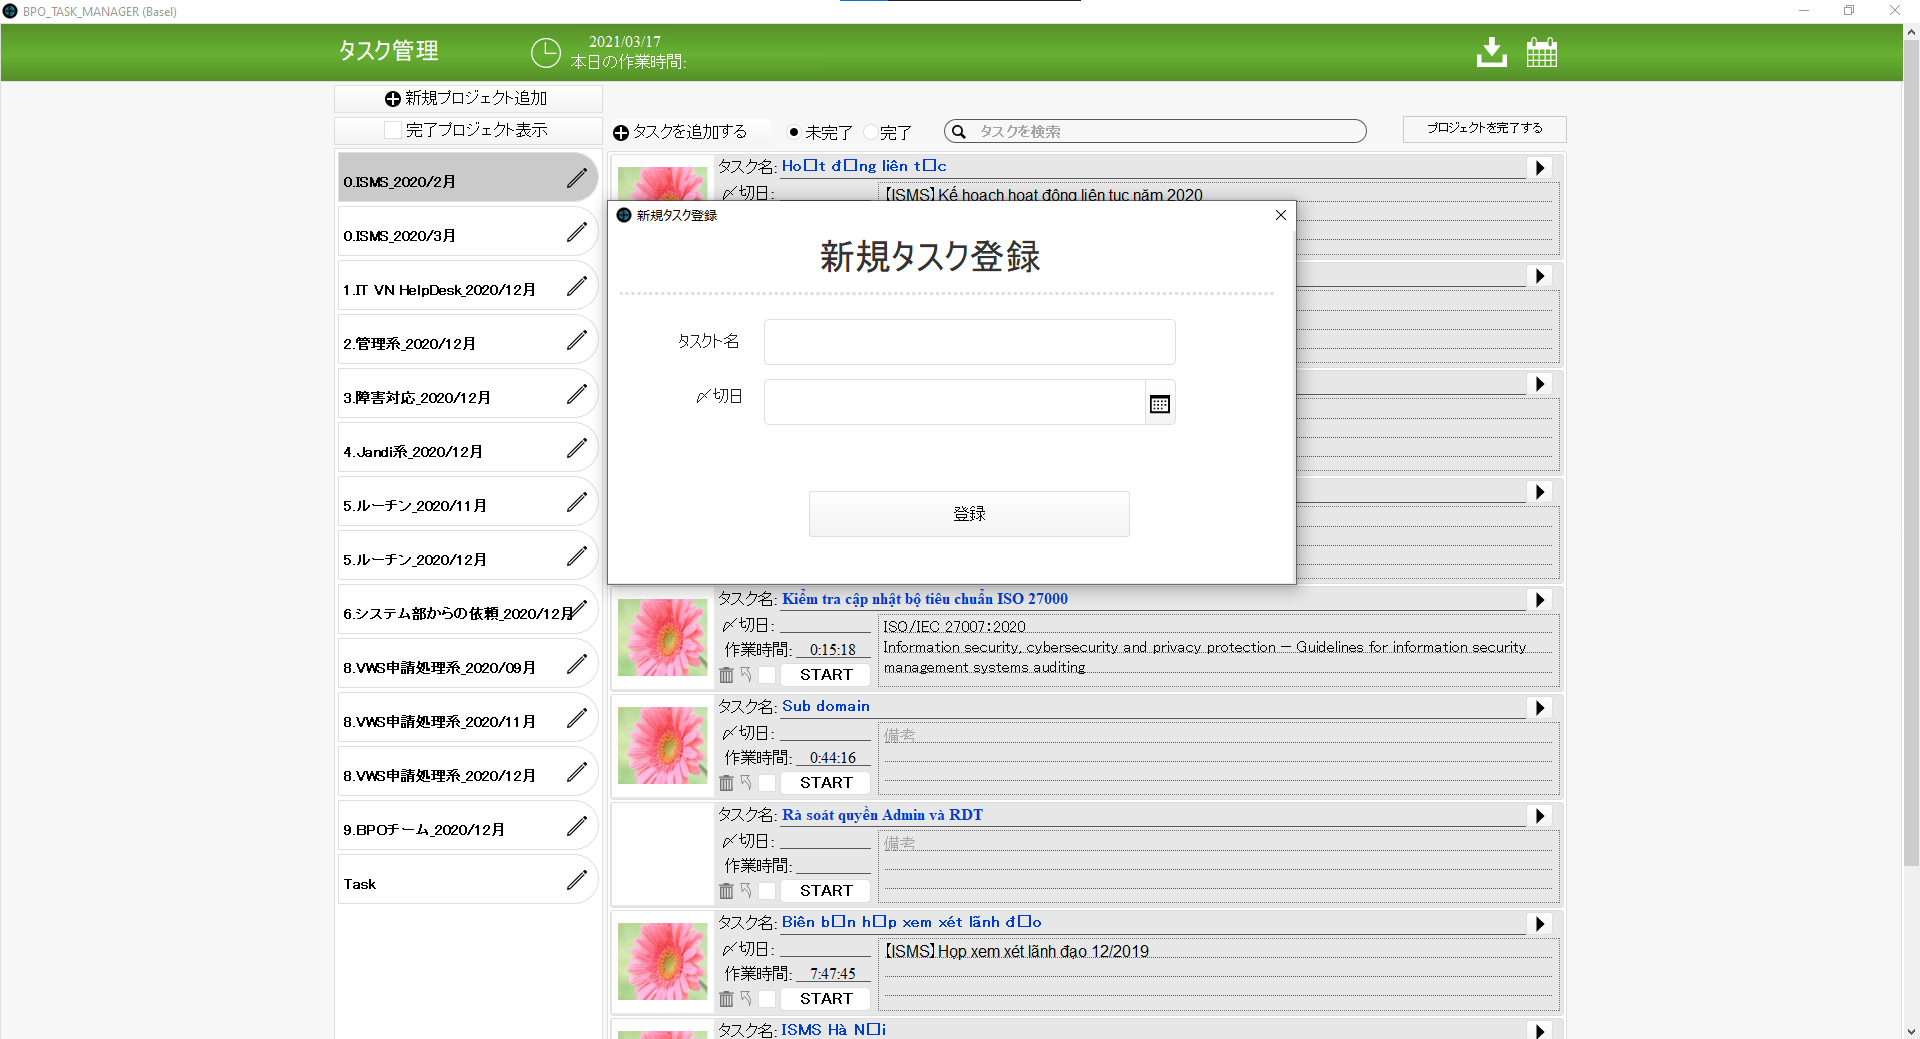 BPO_TASK_MANAGER (Basel)
タスク管理
2021/03/17
本日の作業時間:
新規プロジェクト追加
完了プロジェクト表示
タスクを追加する
未完了
完了
タスクを検索
プロジェクトを完了する
0.ISMS_2020/2月
0.ISMS_2020/3月
1.IT VN HelpDesk_2020/12月
2.管理系_2020/12月
3.障害対応_2020/12月
4.Jandi系_2020/12月
5.ルーチン_2020/11月
5.ルーチン_2020/12月
6.システム部からの依頼_2020/12月
8.VWS申請処理系_2020/09月
8.VWS申請処理系_2020/11月
8.VWS申請処理系_2020/12月
9.BPOチーム_2020/12月
Task
タスク名: Ho□t đ□ng liên t□c
〆切日:
【ISMS】Kế hoạch hoạt động liên tục năm 2020
新規タスク登録
新規タスク登録
タスクト名
〆切日
登録
タスク名: Kiểm tra cập nhật bộ tiêu chuẩn ISO 27000
〆切日:
作業時間: 0:15:18
START
ISO/IEC 27007:2020
Information security, cybersecurity and privacy protection — Guidelines for information security
management systems auditing
タスク名: Sub domain
〆切日:
作業時間: 0:44:16
START
備考
タスク名: Rà soát quyền Admin và RDT
〆切日:
作業時間:
START
備考
タスク名: Biên b□n h□p xem xét lãnh đ□o
〆切日:
作業時間: 7:47:45
START
【ISMS】Họp xem xét lãnh đạo 12/2019
タスク名: ISMS Hà N□i